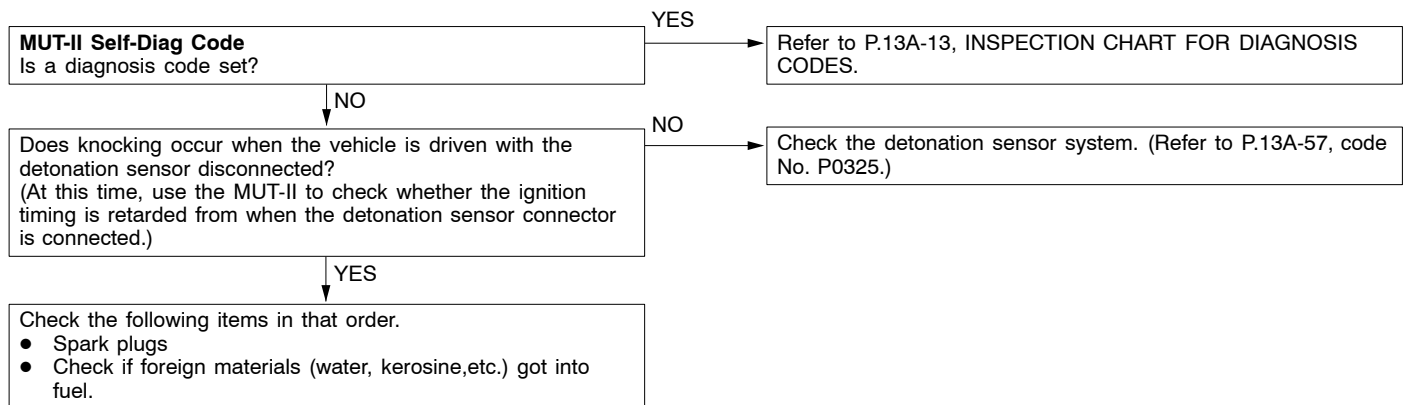 YES
MUT-II Self-Diag Code
Is a diagnosis code set?
Refer to P.13A-13, INSPECTION CHART FOR DIAGNOSIS
CODES.
NO
Does knocking occur when the vehicle is driven with the
detonation sensor disconnected?
(At this time, use the MUT-II to check whether the ignition
timing is retarded from when the detonation sensor connector
is connected.)
NO
Check the detonation sensor system. (Refer to P.13A-57, code
No. P0325.)
YES
Check the following items in that order.
● Spark plugs
● Check if foreign materials (water, kerosine,etc.) got into
fuel.